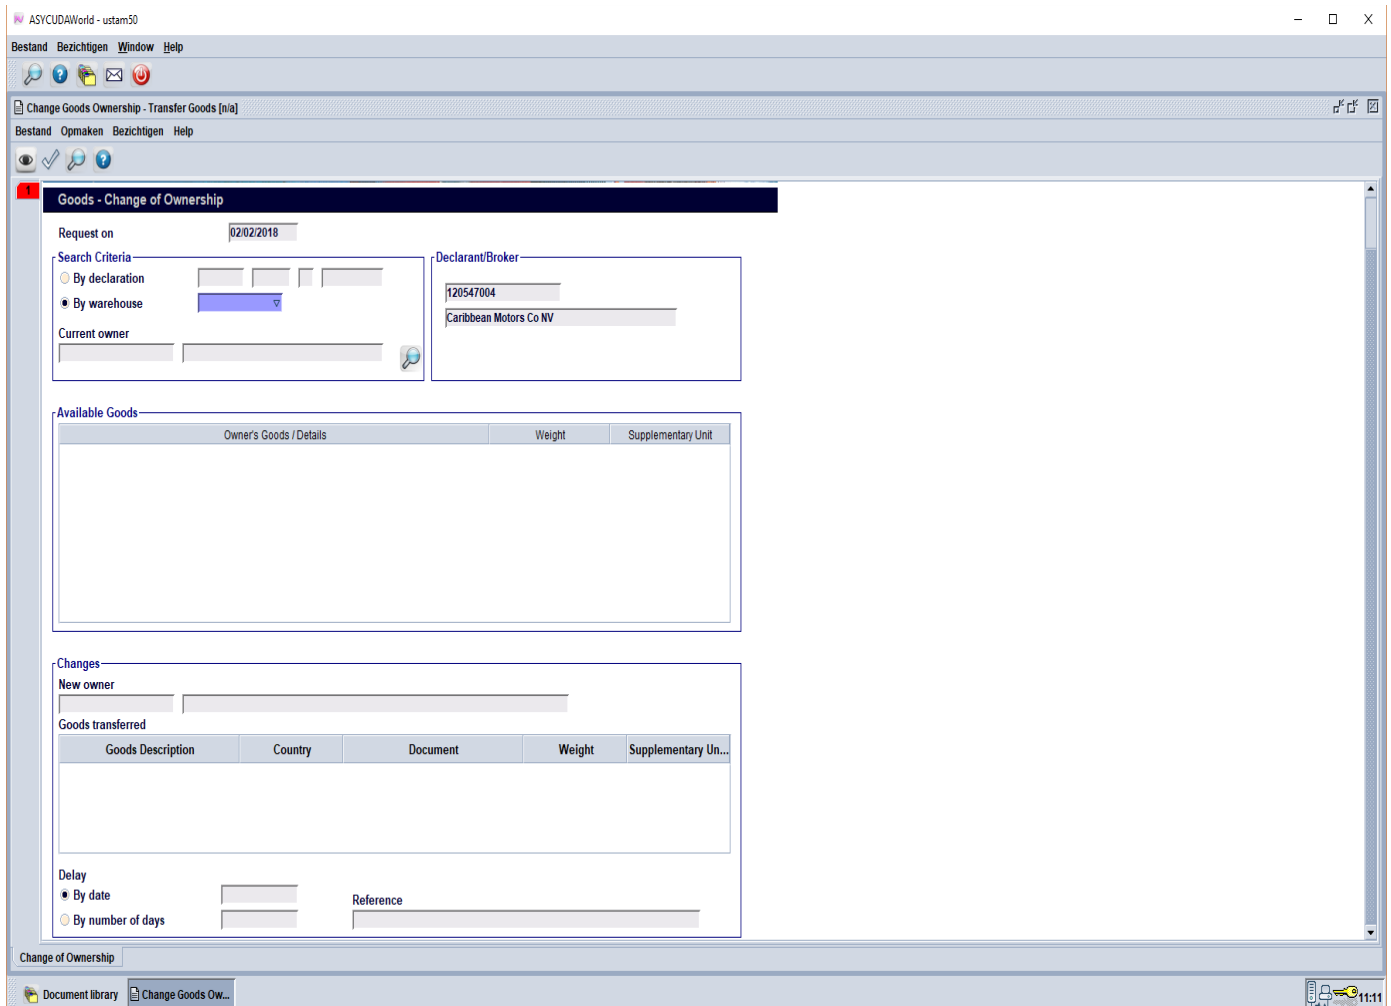 ASYCUDAWorld - ustam50
Bestand Bezichtigen Window Help
Change Goods Ownership - Transfer Goods [n/a]
Bestand Opmaken Bezichtigen Help
1
Goods - Change of Ownership
Request on 02/02/2018
Search Criteria
By declaration
By warehouse
Current owner
Declarant/Broker
120547004
Caribbean Motors Co NV
Available Goods
Owner's Goods / Details Weight Supplementary Unit
Changes
New owner
Goods transferred
Goods Description Country Document Weight Supplementary Un...
Delay
By date
Reference
By number of days
Change of Ownership
Document library Change Goods Ow... 11:11